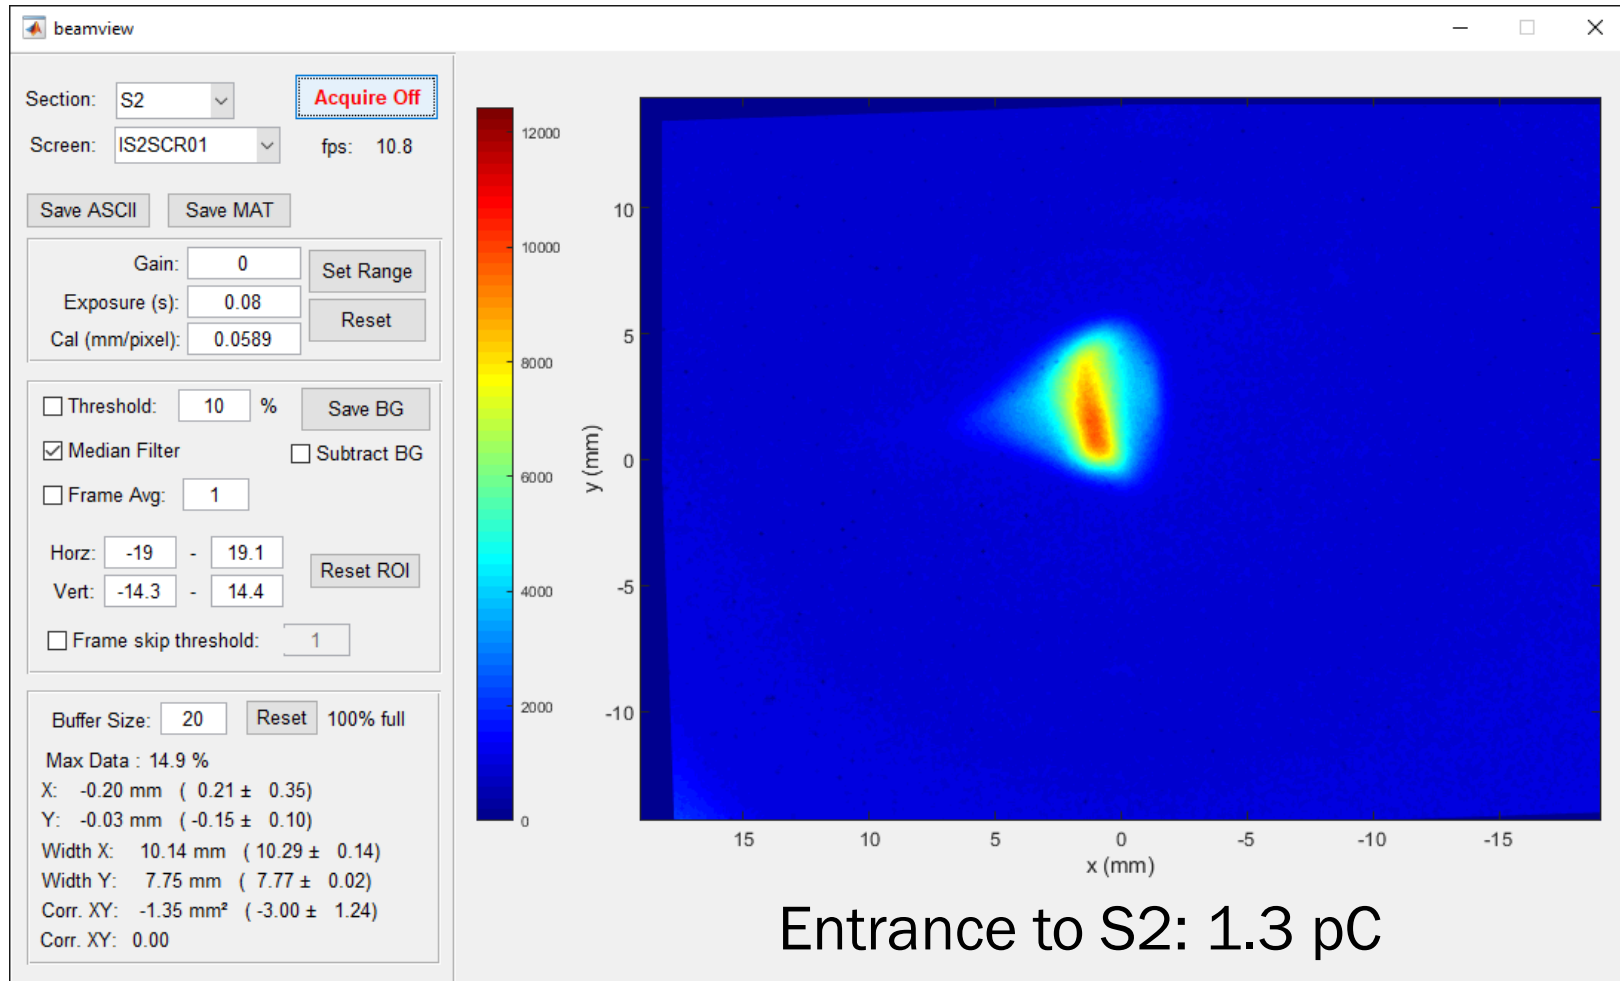 beamview
Section: S2 Acquire Off
Screen: IS2SCR01 fps: 10.8
Save ASCII Save MAT
Gain: 0 Set Range
Exposure (s): 0.08 Reset
Cal (mm/pixel): 0.0589
Threshold: 10 % Save BG
Median Filter Subtract BG
Frame Avg: 1
Horz: -19 - 19.1 Reset ROI
Vert: -14.3 - 14.4
Frame skip threshold: 1
Buffer Size: 20 Reset 100% full
Max Data : 14.9 %
X: -0.20 mm ( 0.21 ± 0.35)
Y: -0.03 mm ( -0.15 ± 0.10)
Width X: 10.14 mm ( 10.29 ± 0.14)
Width Y: 7.75 mm ( 7.77 ± 0.02)
Corr. XY: -1.35 mm² ( -3.00 ± 1.24)
Corr. XY: 0.00
12000
10000
8000
6000
4000
2000
0
10
5
0
-5
-10
y (mm)
15 10 5 0 -5 -10 -15
x (mm)
Entrance to S2: 1.3 pC